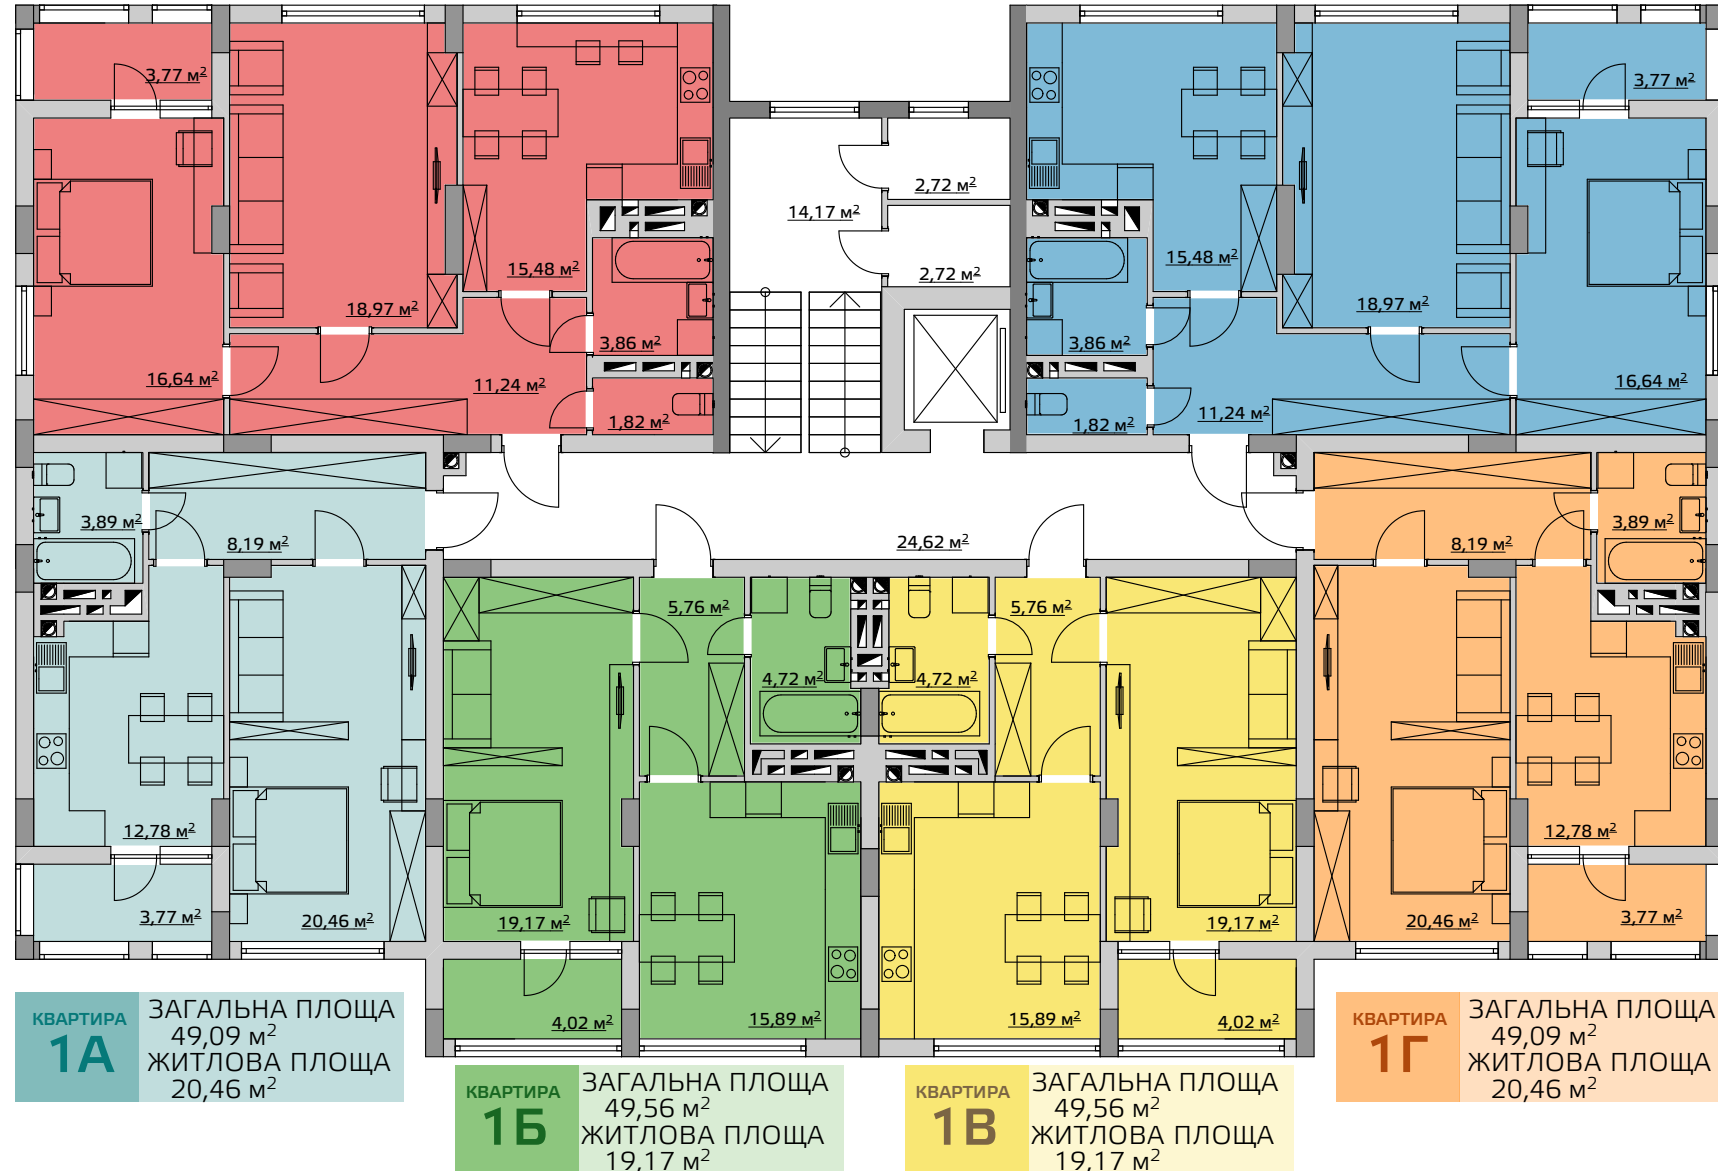 3,77 м²
3,77 м²
2,72 м²
14,17 м²
15,48 м²
2,72 м²
15,48 м²
18,97 м²
18,97 м²
3,86 м²
3,86 м²
16,64 м²
11,24 м²
16,64 м²
1,82 м²
1,82 м²
11,24 м²
3,89 м²
8,19 м²
24,62 м²
8,19 м²
3,89 м²
5,76 м²
5,76 м²
4,72 м²
4,72 м²
12,78 м²
12,78 м²
3,77 м²
20,46 м²
19,17 м²
19,17 м²
20,46 м²
3,77 м²
4,02 м²
15,89 м²
15,89 м²
4,02 м²
КВАРТИРА
1А
ЗАГАЛЬНА ПЛОЩА
49,09 м²
ЖИТЛОВА ПЛОЩА
20,46 м²
КВАРТИРА
1Б
ЗАГАЛЬНА ПЛОЩА
49,56 м²
ЖИТЛОВА ПЛОЩА
19,17 м²
КВАРТИРА
1В
ЗАГАЛЬНА ПЛОЩА
49,56 м²
ЖИТЛОВА ПЛОЩА
19,17 м²
КВАРТИРА
1Г
ЗАГАЛЬНА ПЛОЩА
49,09 м²
ЖИТЛОВА ПЛОЩА
20,46 м²